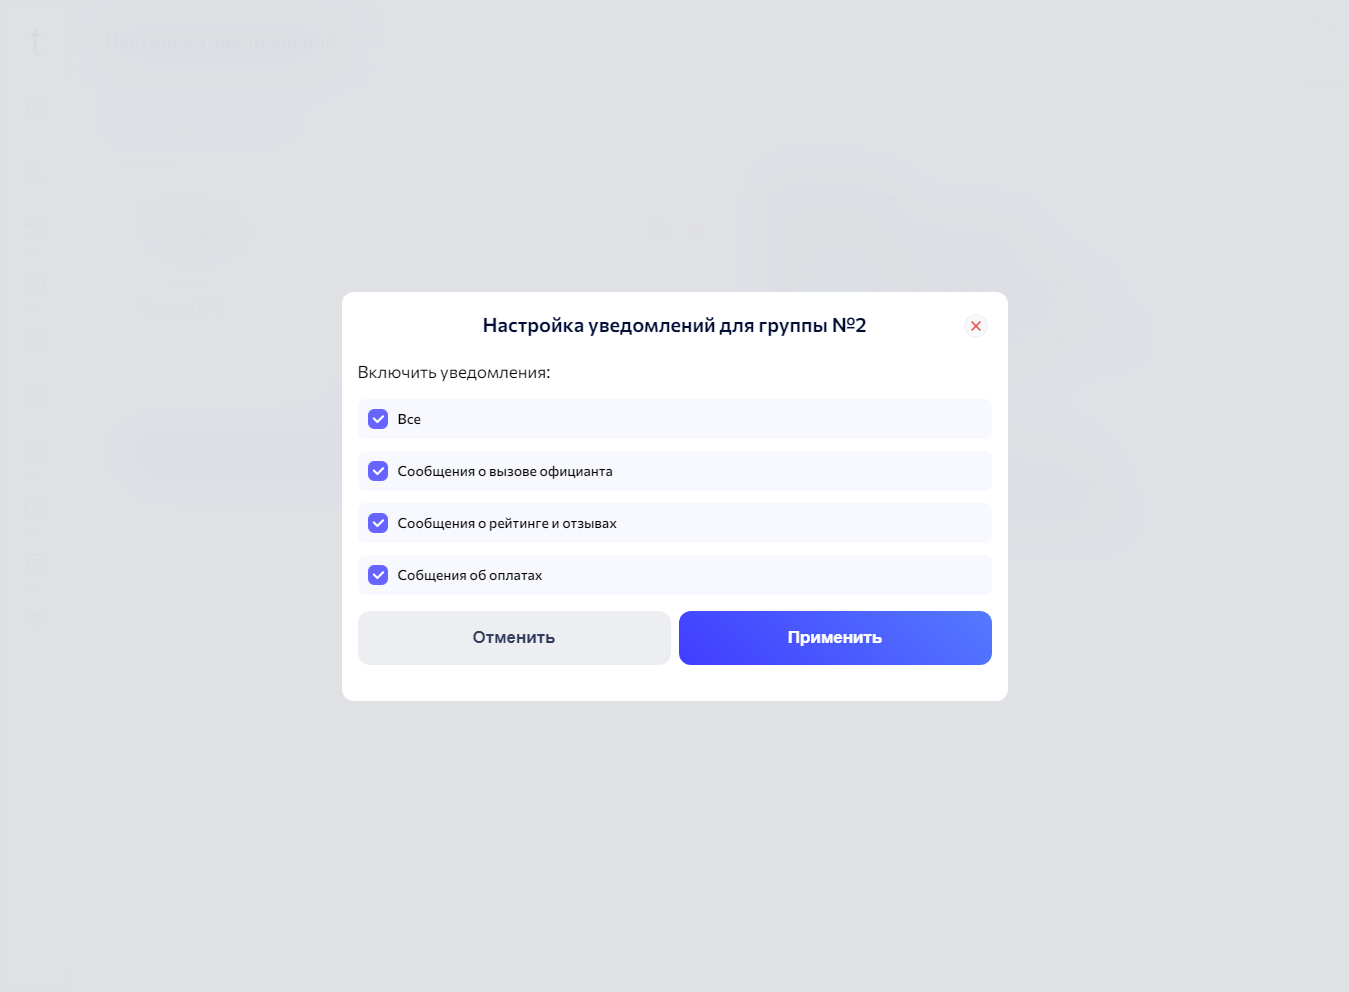 Настройки уведомлений
Настройка уведомлений для группы №2
Включить уведомления:
Все
Сообщения о вызове официанта
Сообщения о рейтинге и отзывах
Собщения об оплатах
Отменить
Применить